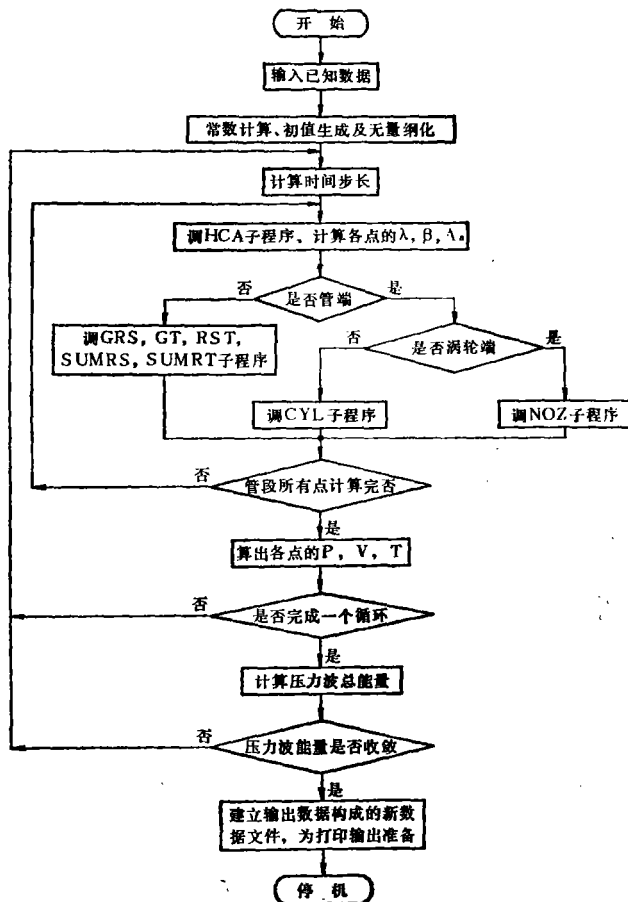 开 始
输入已知数据
常数计算、初值生成及无量纲化
计算时间步长
调HCA子程序、计算各点的λ, β, A。
否
是否管端
是
调GRS, GT, RST,
SUMRS, SUMRT子程序
否
是否涡轮端
是
调CYL子程序
调NOZ子程序
否
管段所有点计算完否
是
算出各点的P, V, T
否
是否完成一个循环
是
计算压力波总能量
否
压力波能量是否收敛
是
建立输出数据构成的新数
据文件, 为打印输出准备
停 机